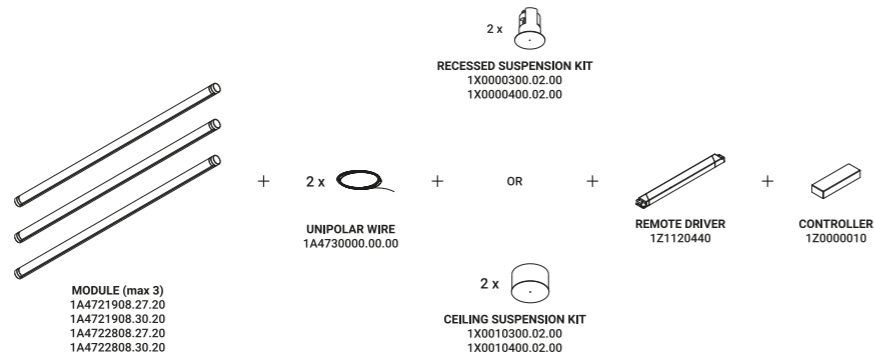 2 x
RECESSED SUSPENSION KIT
1X0000300.02.00
1X0000400.02.00
+
2 x
+
OR
+
+
UNIPOLAR WIRE
1A4730000.00.00
REMOTE DRIVER
1Z1120440
CONTROLLER
1Z0000010
MODULE (max 3)
1A4721908.27.20
1A4721908.30.20
1A4722808.27.20
1A4722808.30.20
2 x
CEILING SUSPENSION KIT
1X0010300.02.00
1X0010400.02.00